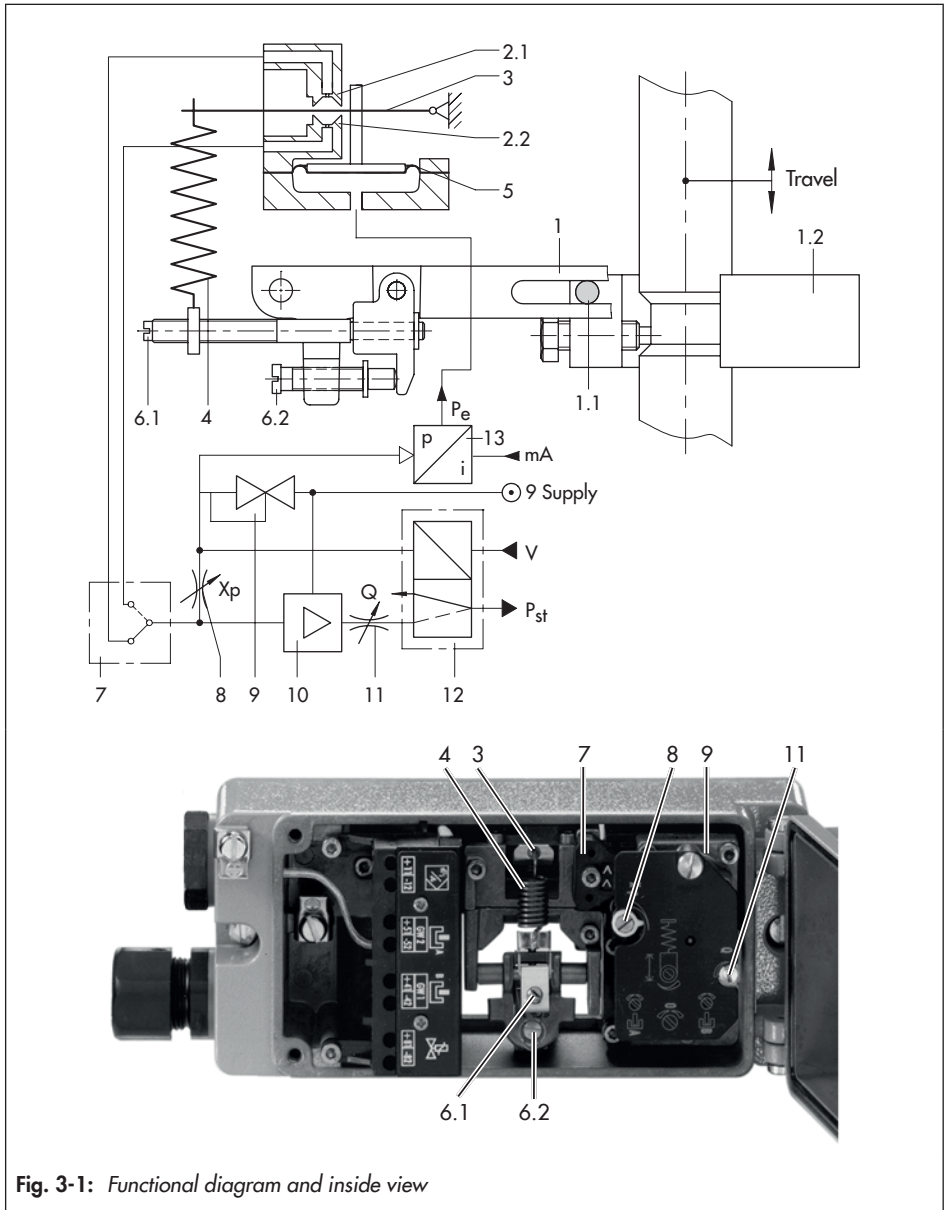 2.1
3
2.2
5
Travel
1
1.2
6.1
4
6.2
1.1
Pe
p
i
13
mA
9 Supply
V
Xp
Q
Pst
7
8
9
10
11
12
4
3
7
8
9
11
6.1
6.2
Fig. 3-1: Functional diagram and inside view